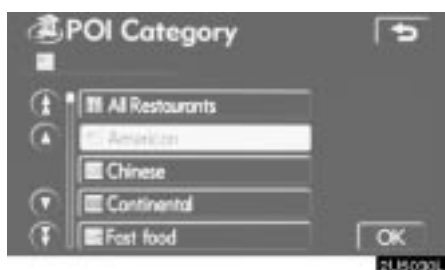 POI Category
All Restaurants
American
Chinese
Continental
Fast food
OK